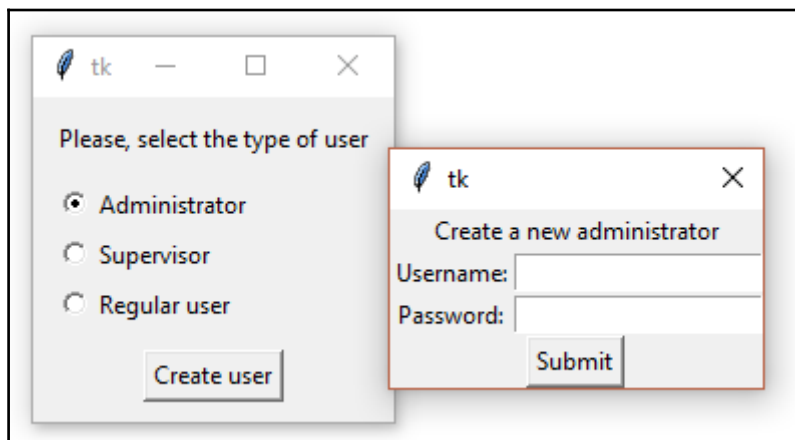 tk
Please, select the type of user
Administrator
Supervisor
Regular user
Create user
tk
Create a new administrator
Username:
Password:
Submit